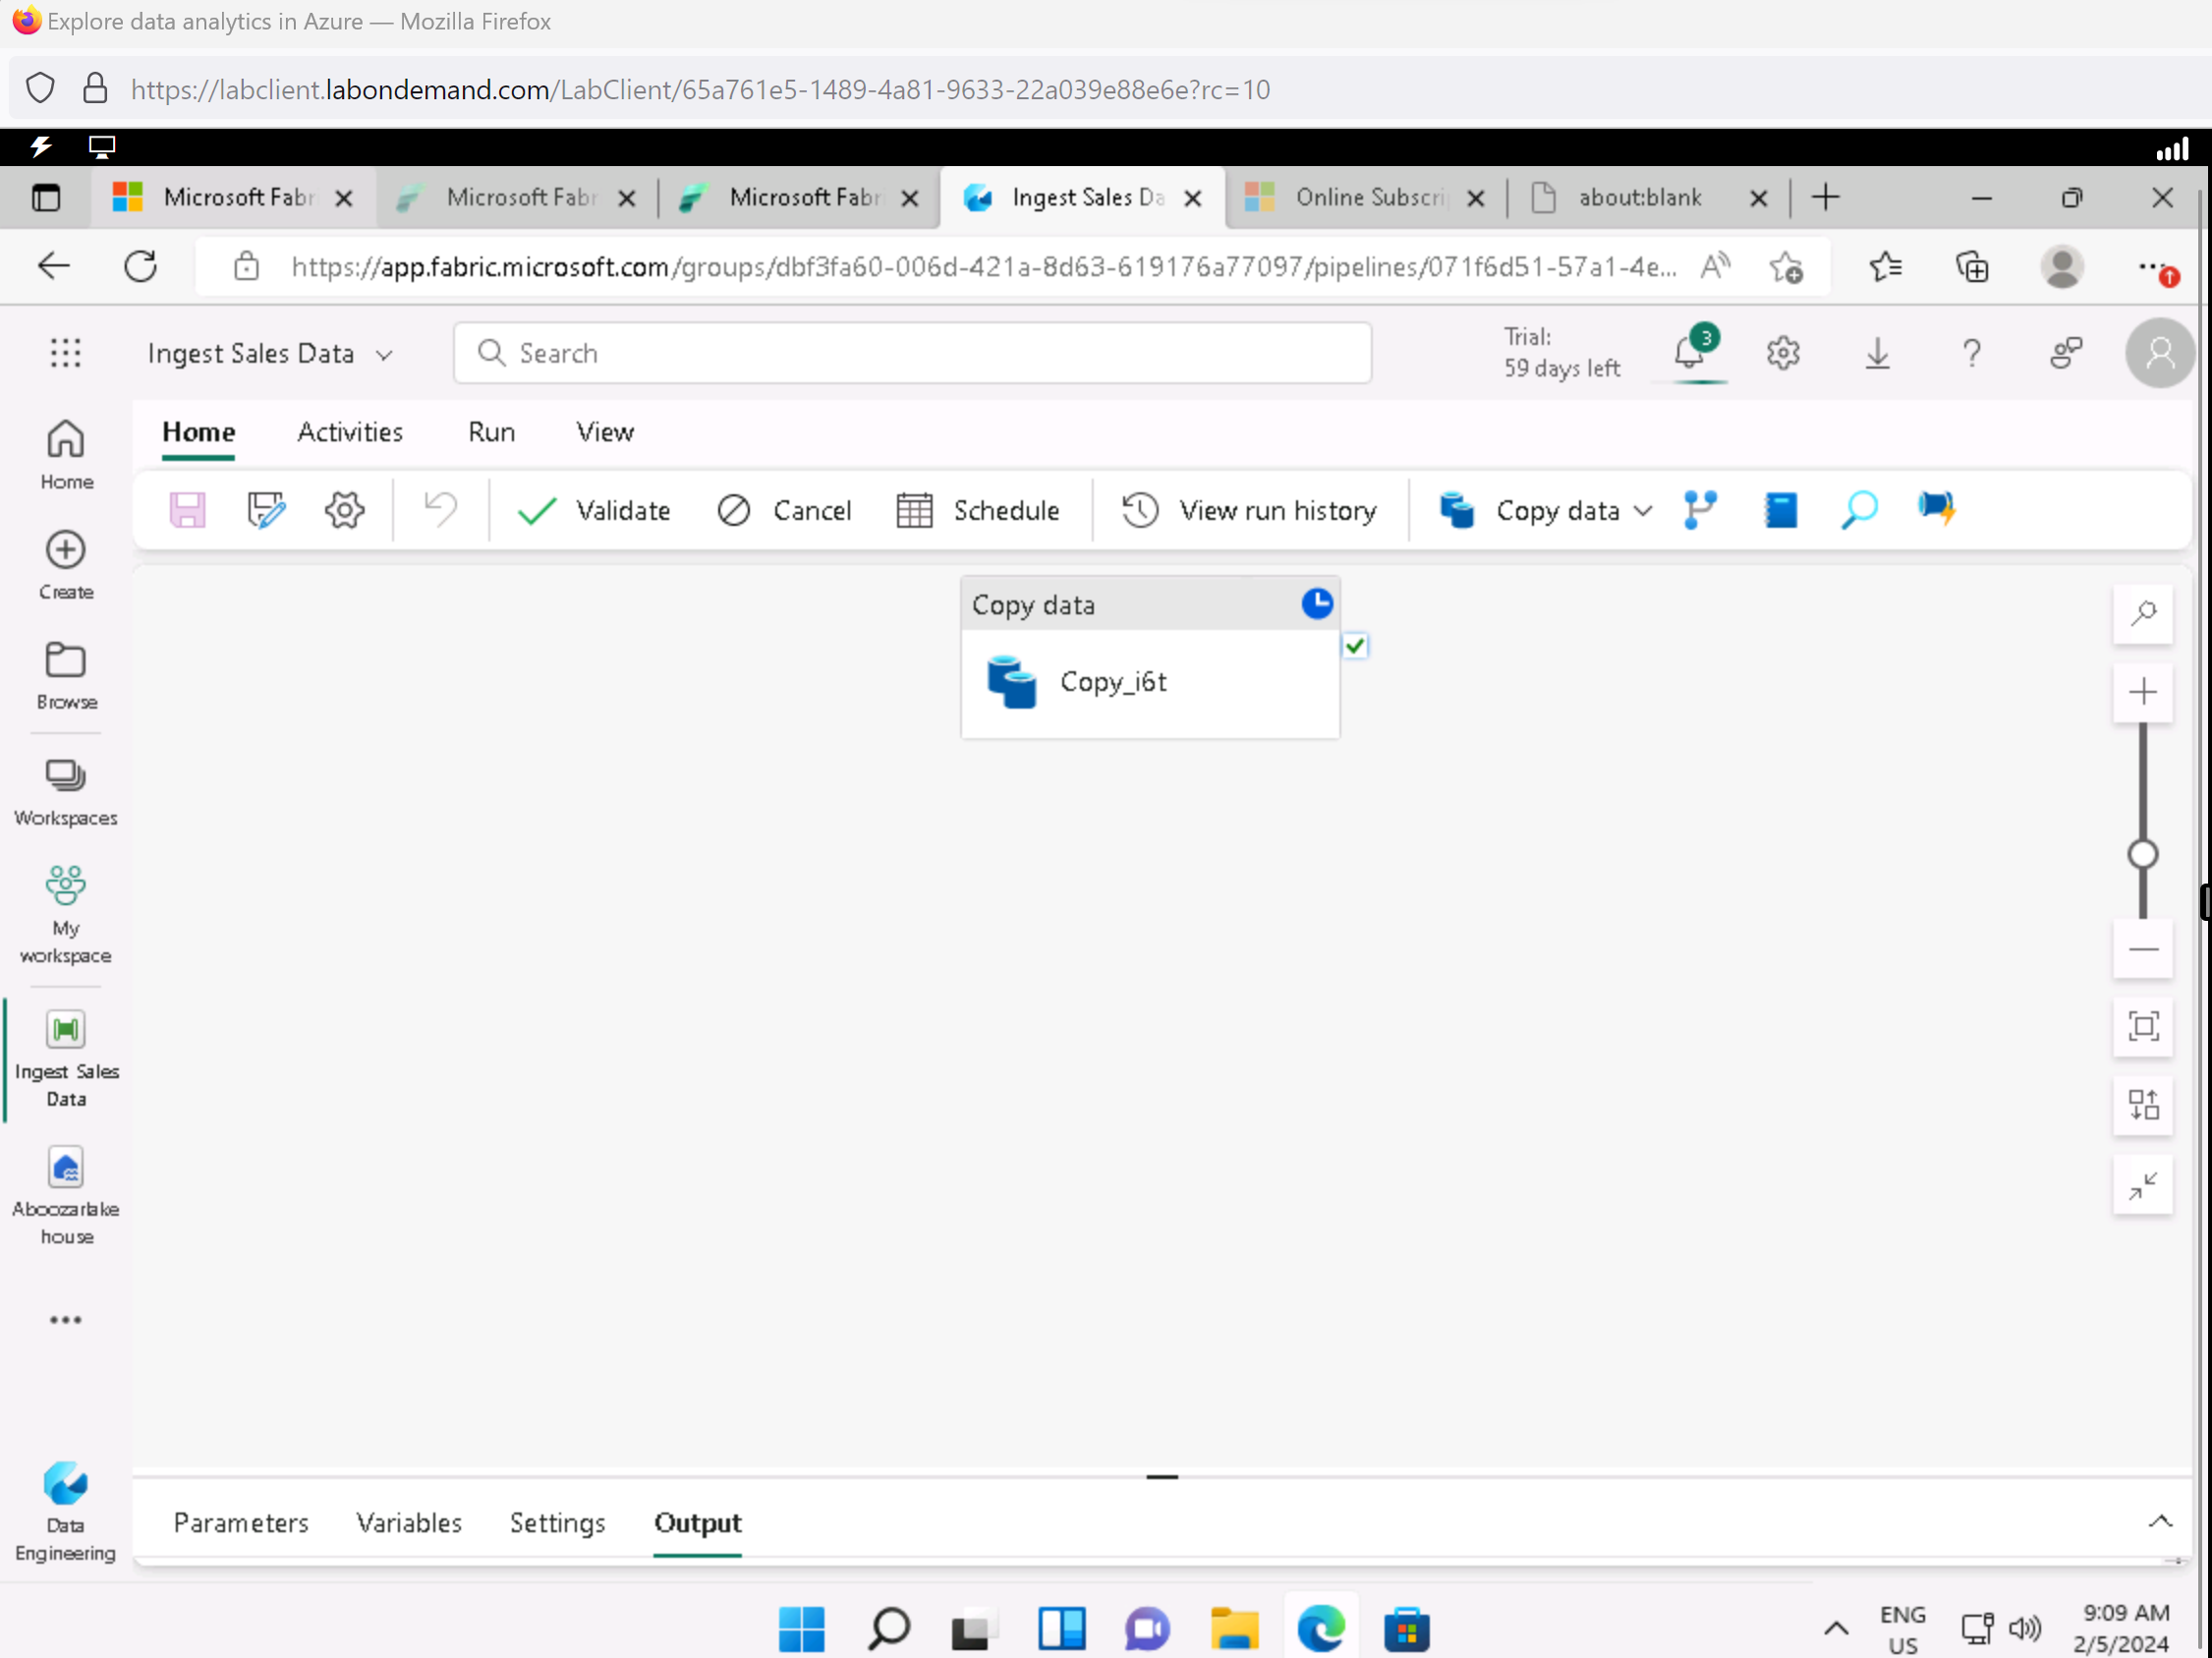 Explore data analytics in Azure — Mozilla Firefox
https://labclient.labondemand.com/LabClient/65a761e5-1489-4a81-9633-22a039e88e6e?rc=10
Microsoft Fabr
Microsoft Fabr
Microsoft Fabri
Ingest Sales Da
Online Subscri
about:blank
https://app.fabric.microsoft.com/groups/dbf3fa60-006d-421a-8d63-619176a77097/pipelines/071f6d51-57a1-4e...
Ingest Sales Data
Search
Trial:
59 days left
3
Home
Activities
Run
View
Validate
Cancel
Schedule
View run history
Copy data
Home
Create
Browse
Workspaces
My
workspace
Ingest Sales
Data
Aboozarlake
house
Data
Engineering
Copy data
Copy_i6t
Parameters
Variables
Settings
Output
ENG
US
9:09 AM
2/5/2024